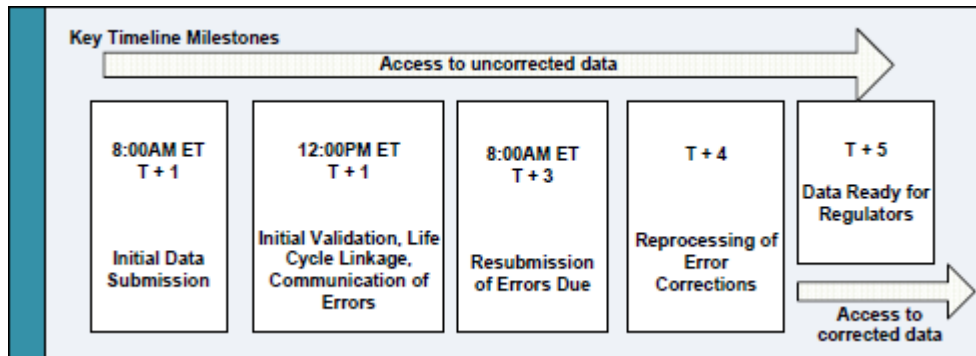 Key Timeline Milestones
Access to uncorrected data
8:00AM ET
T + 1
Initial Data
Submission
12:00PM ET
T + 1
Initial Validation, Life
Cycle Linkage,
Communication of
Errors
8:00AM ET
T + 3
Resubmission
of Errors Due
T + 4
Reprocessing of
Error
Corrections
T + 5
Data Ready for
Regulators
Access to
corrected data